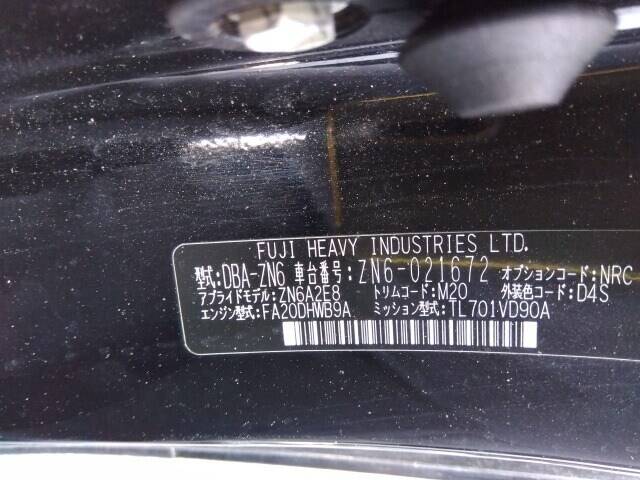 FUJI HEAVY INDUSTRIES LTD.
型式:DBA-ZN6 車台番号:ZN6-021672 オプションコード:NRC
アプライドモデル:ZN6A2E8 トリムコード:M20 外装色コード:D4S
エンジン型式:FA20DHWB9A ミッション型式:TL701VD90A